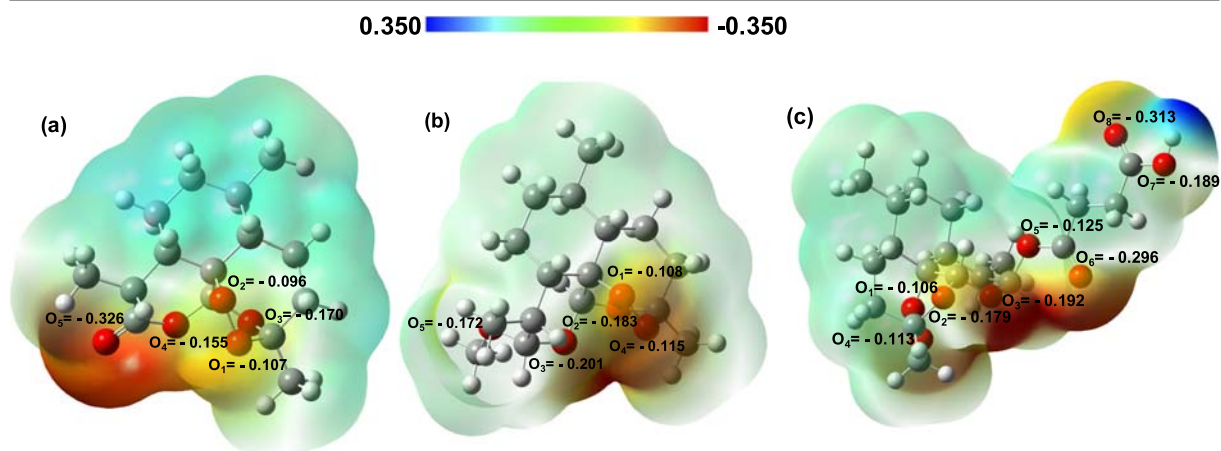 0.350 -0.350
(a)
O₂= - 0.096
O₅= - 0.326
O₃= - 0.170
O₄= - 0.155
O₁= - 0.107
(b)
O₁= - 0.108
O₅= - 0.172
O₂= - 0.183
O₄= - 0.115
O₃= - 0.201
(c)
O₈= - 0.313
O₇= - 0.189
O₅= - 0.125
O₆= - 0.296
O₁= - 0.106
O₃= - 0.192
O₂= - 0.179
O₄= - 0.113